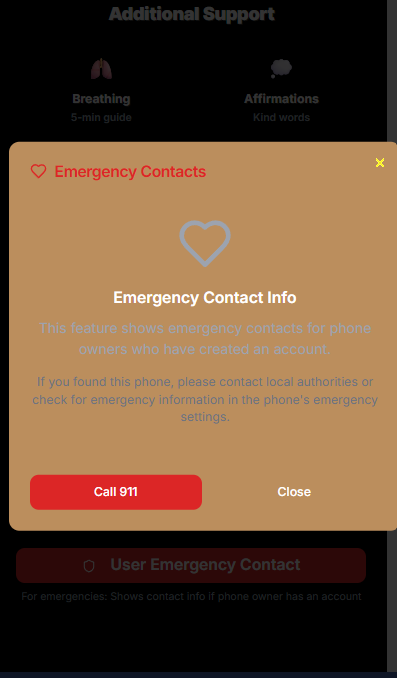 Additional Support
Breathing
Affirmations
5-min guide
Kind words
Emergency Contacts
Emergency Contact Info
This feature shows emergency contacts for phone
owners who have created an account.
If you found this phone, please contact local authorities or
check for emergency information in the phone's emergency
settings.
Call 911
Close
User Emergency Contact
For emergencies: Shows contact info if phone owner has an account